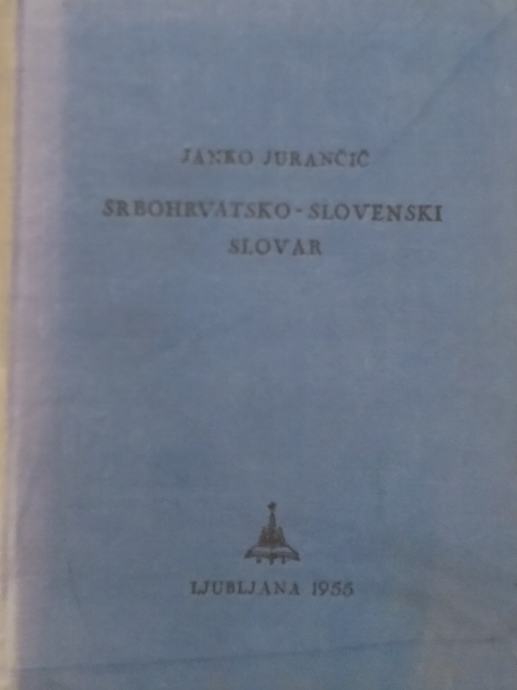 JANKO JURANČIČ
SRBOHRVATSKO-SLOVENSKI
SLOVAR
LJUBLJANA 1955